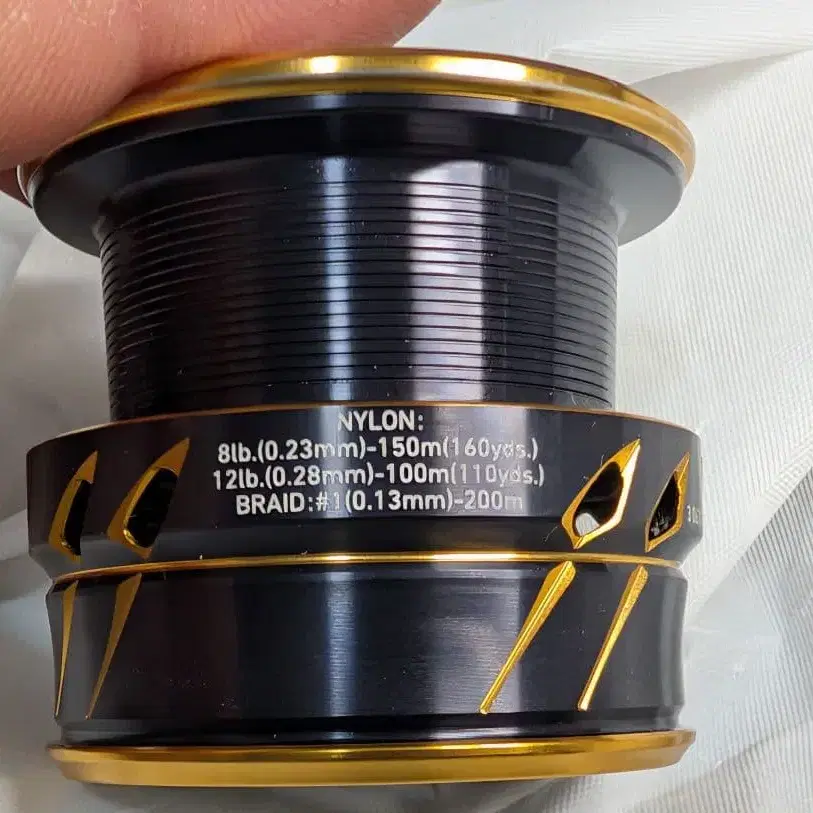 NYLON:
8lb.(0.23mm)-150m(160yds.)
12lb.(0.28mm)-100m(110yds.)
BRAID:#1(0.13mm)-200m